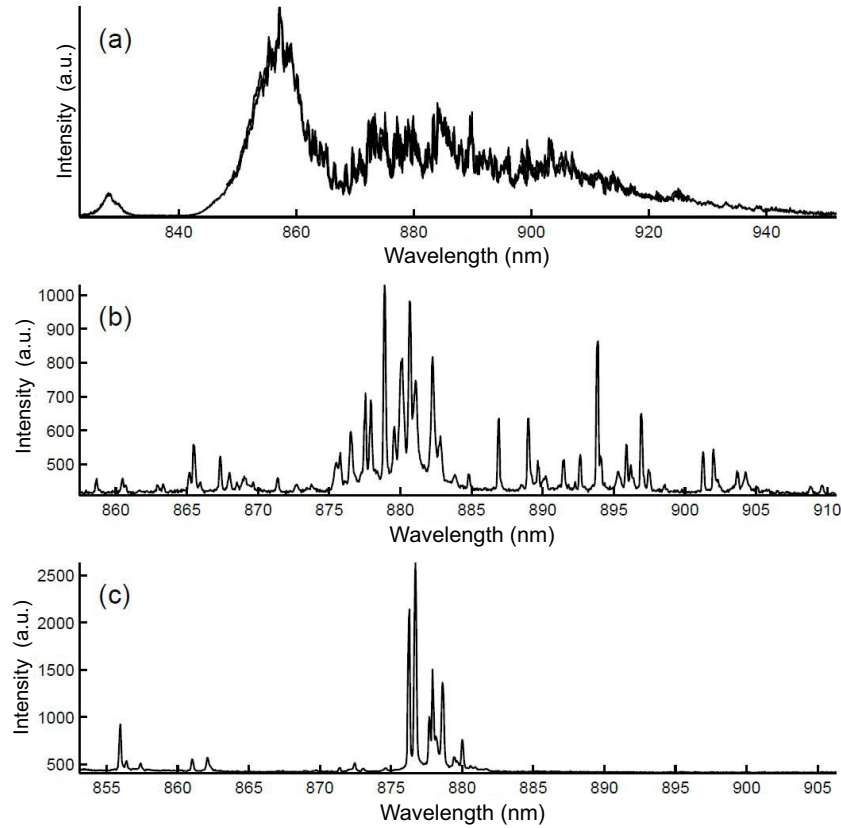 (a)
Intensity (a.u.)
840 860 880 900 920 940
Wavelength (nm)
(b)
Intensity (a.u.)
1000
900
800
700
600
500
860 865 870 875 880 885 890 895 900 905 910
Wavelength (nm)
(c)
Intensity (a.u.)
2500
2000
1500
1000
500
855 860 865 870 875 880 885 890 895 900 905
Wavelength (nm)